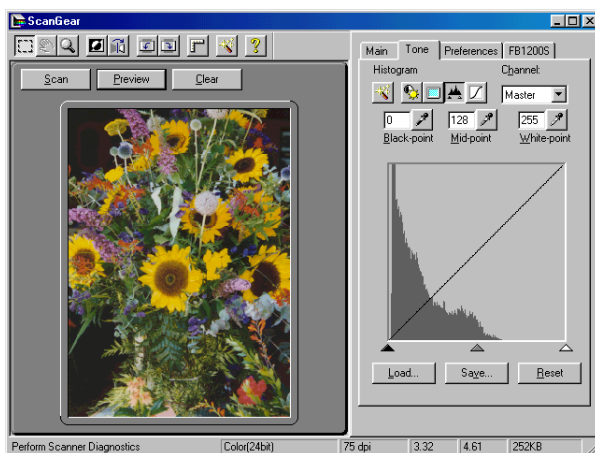 ScanGear
Scan Preview Clear
Main Tone Preferences FB1200S
Histogram Channel:
Master
0 128 255
Black-point Mid-point White-point
Load... Save... Reset
Perform Scanner Diagnostics Color(24bit) 75 dpi 3.32 4.61 252KB